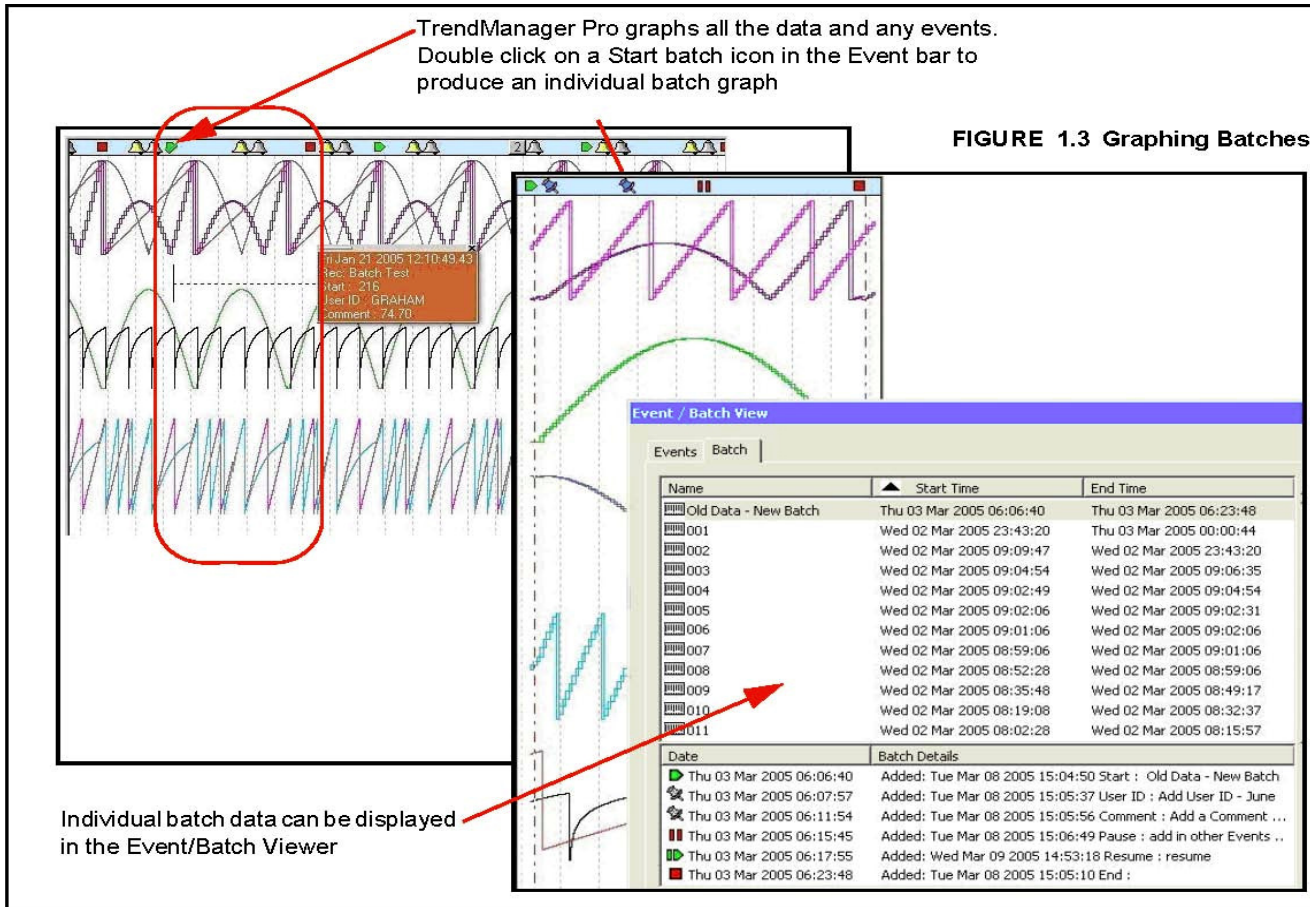 TrendManager Pro graphs all the data and any events.
Double click on a Start batch icon in the Event bar to
produce an individual batch graph
FIGURE 1.3 Graphing Batches
2
Fri Jan 21 2005 12:10:49.43
Rec: Batch Test
Start : 216
User ID : GRAHAM
Comment : 74.70
Event / Batch View
Events Batch
Name Start Time End Time
Old Data - New Batch Thu 03 Mar 2005 06:06:40 Thu 03 Mar 2005 06:23:48
001 Wed 02 Mar 2005 23:43:20 Thu 03 Mar 2005 00:00:44
002 Wed 02 Mar 2005 09:09:47 Wed 02 Mar 2005 23:43:20
003 Wed 02 Mar 2005 09:04:54 Wed 02 Mar 2005 09:06:35
004 Wed 02 Mar 2005 09:02:49 Wed 02 Mar 2005 09:04:54
005 Wed 02 Mar 2005 09:02:06 Wed 02 Mar 2005 09:02:31
006 Wed 02 Mar 2005 09:01:06 Wed 02 Mar 2005 09:02:06
007 Wed 02 Mar 2005 08:59:06 Wed 02 Mar 2005 09:01:06
008 Wed 02 Mar 2005 08:52:28 Wed 02 Mar 2005 08:59:06
009 Wed 02 Mar 2005 08:35:48 Wed 02 Mar 2005 08:49:17
010 Wed 02 Mar 2005 08:19:08 Wed 02 Mar 2005 08:32:37
011 Wed 02 Mar 2005 08:02:28 Wed 02 Mar 2005 08:15:57
Date Batch Details
Thu 03 Mar 2005 06:06:40 Added: Tue Mar 08 2005 15:04:50 Start : Old Data - New Batch
Thu 03 Mar 2005 06:07:57 Added: Tue Mar 08 2005 15:05:37 User ID : Add User ID - June
Thu 03 Mar 2005 06:11:54 Added: Tue Mar 08 2005 15:05:56 Comment : Add a Comment ...
Thu 03 Mar 2005 06:15:45 Added: Tue Mar 08 2005 15:06:49 Pause : add in other Events ..
Thu 03 Mar 2005 06:17:55 Added: Wed Mar 09 2005 14:53:18 Resume : resume
Thu 03 Mar 2005 06:23:48 Added: Tue Mar 08 2005 15:05:10 End :
Individual batch data can be displayed
in the Event/Batch Viewer